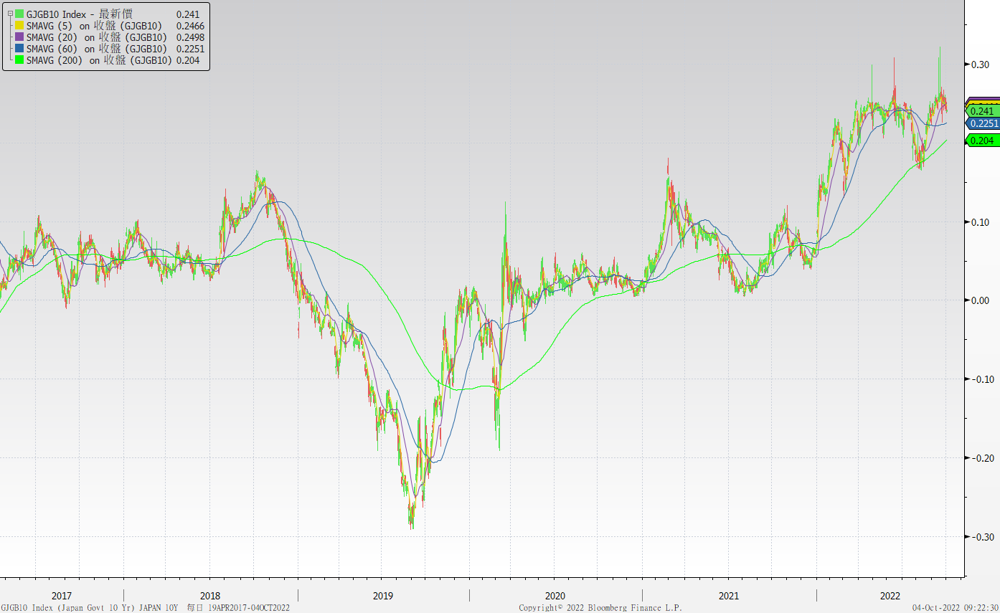 GJGB10 Index - 最新價 0.241
SMAVG (5) on 收盤 (GJGB10) 0.2466
SMAVG (20) on 收盤 (GJGB10) 0.2498
SMAVG (60) on 收盤 (GJGB10) 0.2251
SMAVG (200) on 收盤 (GJGB10) 0.204
0.30
0.241
0.2251
0.204
0.10
0.00
-0.10
-0.20
-0.30
2017 2018 2019 2020 2021 2022
GJGB10 Index (Japan Govt 10 Yr) JAPAN 10Y 每日 19APR2017-04OCT2022 Copyright© 2022 Bloomberg Finance L.P. 04-Oct-2022 09:22:30